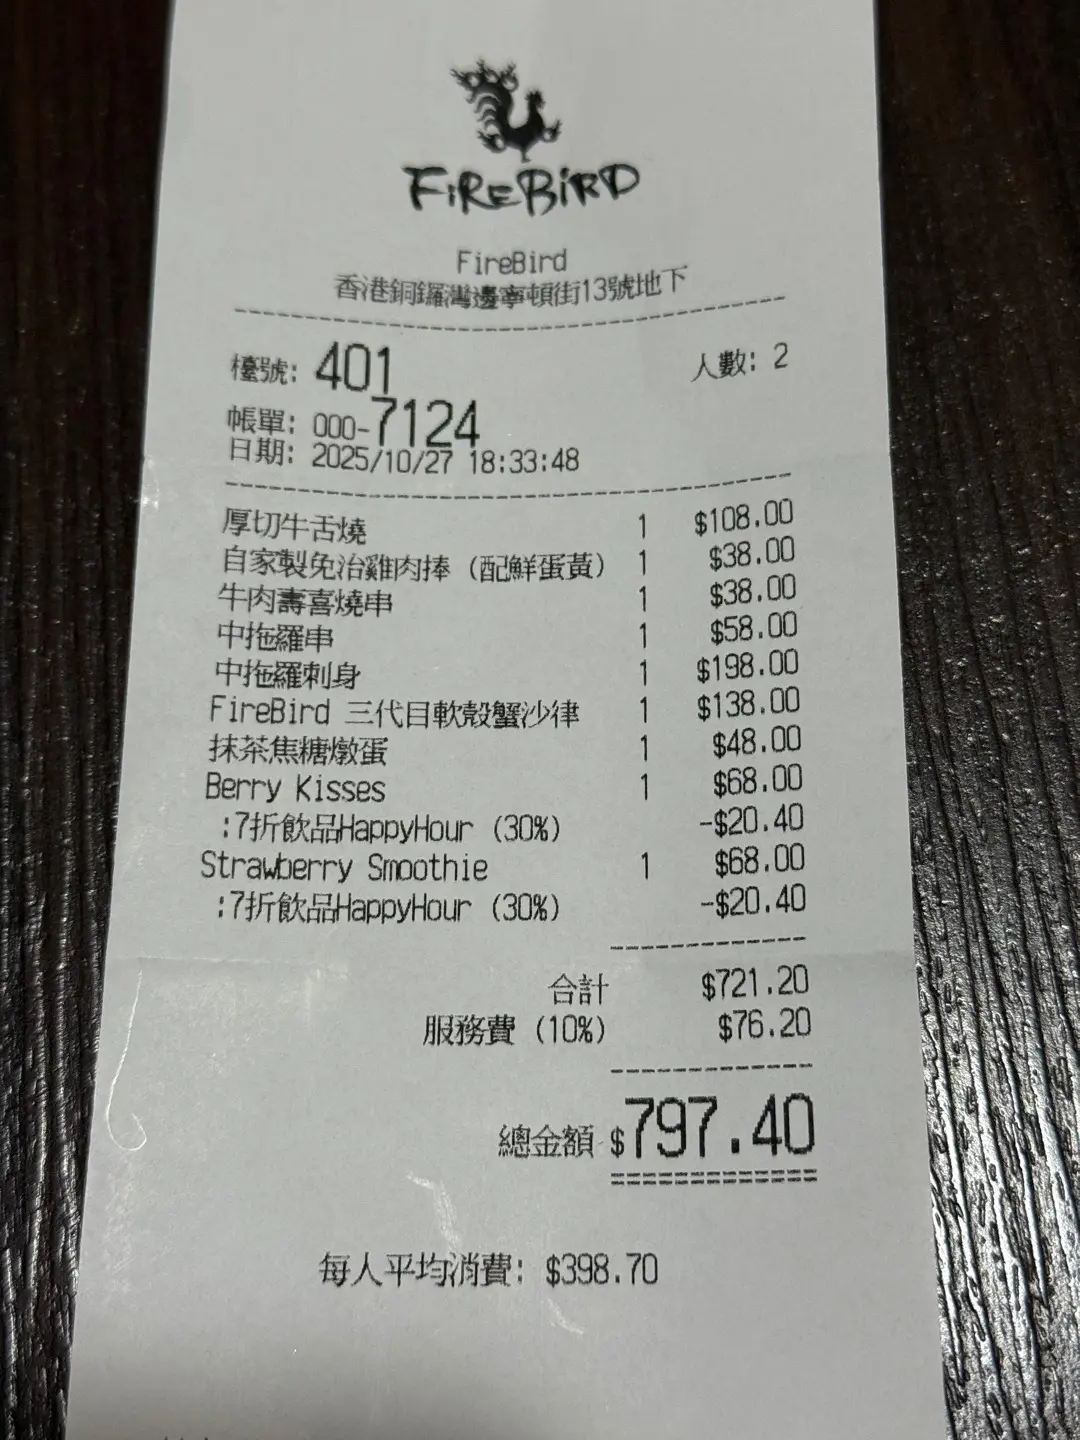 FIREBIRD
FireBird
香港銅鑼灣邊寧頓街13號地下
檯號: 401 人數: 2
帳單: 000-7124
日期: 2025/10/27 18:33:48
厚切牛舌燒 1 $108.00
自家製免治雞肉捧 (配鮮蛋黃) 1 $38.00
牛肉壽喜燒串 1 $38.00
中拖羅串 1 $58.00
中拖羅刺身 1 $198.00
FireBird 三代目軟殼蟹沙律 1 $138.00
抹茶焦糖燉蛋 1 $48.00
Berry Kisses 1 $68.00
:7折飲品HappyHour (30%) -$20.40
Strawberry Smoothie 1 $68.00
:7折飲品HappyHour (30%) -$20.40
合計 $721.20
服務費 (10%) $76.20
總金額 $797.40
每人平均消費: $398.70